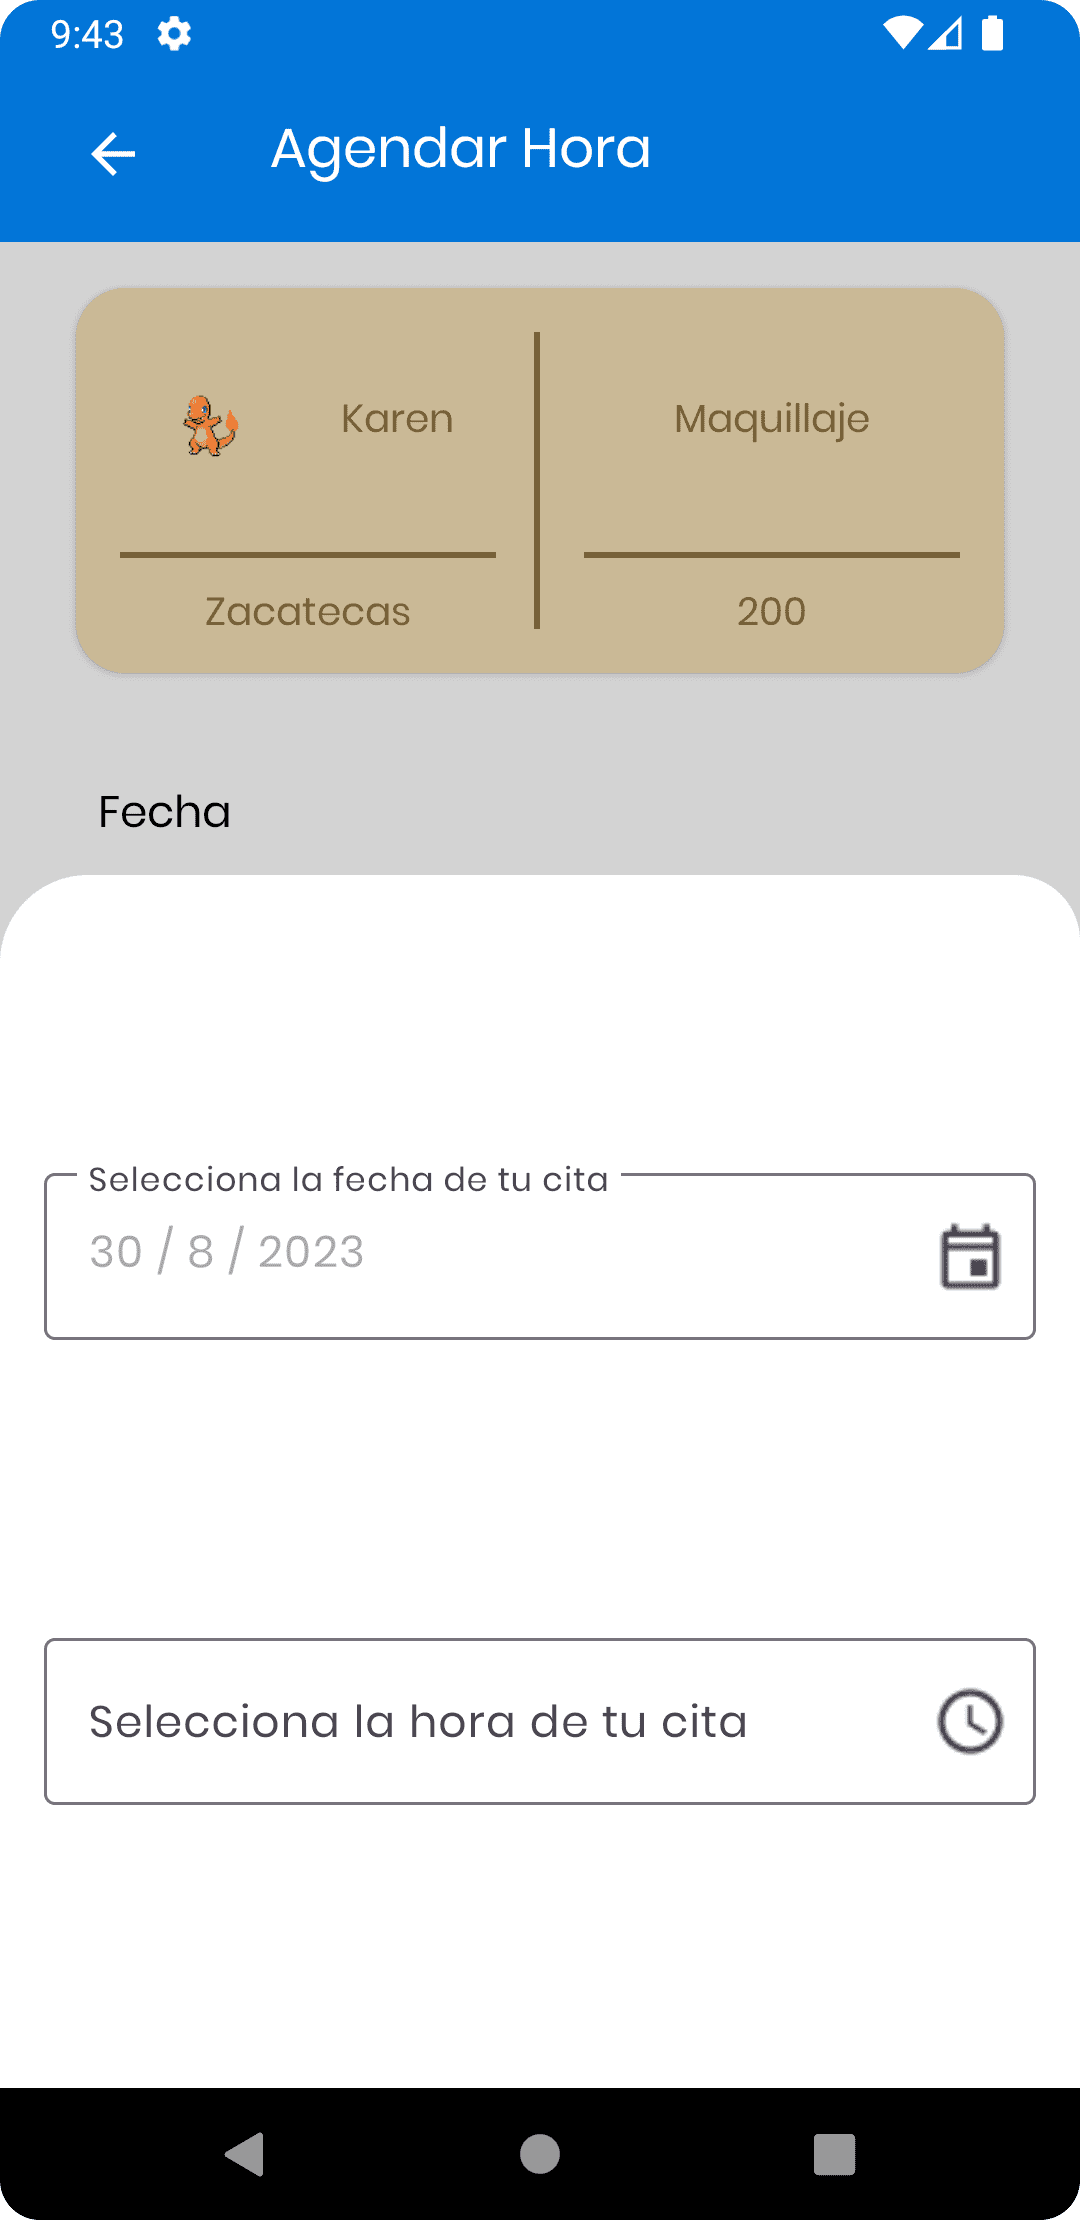 9:43
Agendar Hora
Karen
Maquillaje
Zacatecas
200
Fecha
Selecciona la fecha de tu cita
30 / 8 / 2023
Selecciona la hora de tu cita